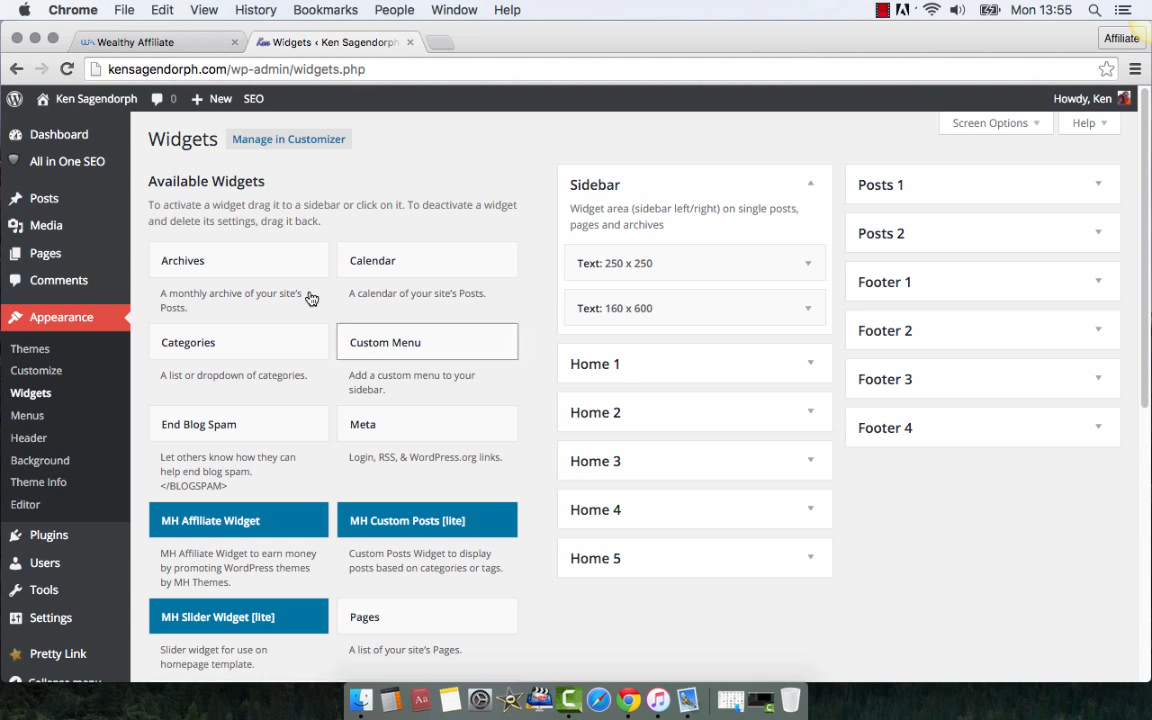 Chrome File Edit View History Bookmarks People Window Help Mon 13:55
Wealthy Affiliate
Widgets ‹ Ken Sagendorph
Affiliate
kensagendorph.com/wp-admin/widgets.php
Ken Sagendorph 0 New SEO Howdy, Ken
Dashboard
All in One SEO
Posts
Media
Pages
Comments
Appearance
Themes
Customize
Widgets
Menus
Header
Background
Theme Info
Editor
Plugins
Users
Tools
Settings
Pretty Link
Collapse menu
Screen Options
Help
Widgets
Manage in Customizer
Available Widgets
To activate a widget drag it to a sidebar or click on it. To deactivate a widget
and delete its settings, drag it back.
Archives
A monthly archive of your site's
Posts.
Calendar
A calendar of your site's Posts.
Categories
A list or dropdown of categories.
Custom Menu
Add a custom menu to your
sidebar.
End Blog Spam
Let others know how they can
help end blog spam.
</BLOGSPAM>
Meta
Login, RSS, & WordPress.org links.
MH Affiliate Widget
MH Affiliate Widget to earn money
by promoting WordPress themes
by MH Themes.
MH Custom Posts [lite]
Custom Posts Widget to display
posts based on categories or tags.
MH Slider Widget [lite]
Slider widget for use on
homepage template.
Pages
A list of your site's Pages.
Sidebar
Widget area (sidebar left/right) on single posts,
pages and archives
Text: 250 x 250
Text: 160 x 600
Home 1
Home 2
Home 3
Home 4
Home 5
Posts 1
Posts 2
Footer 1
Footer 2
Footer 3
Footer 4